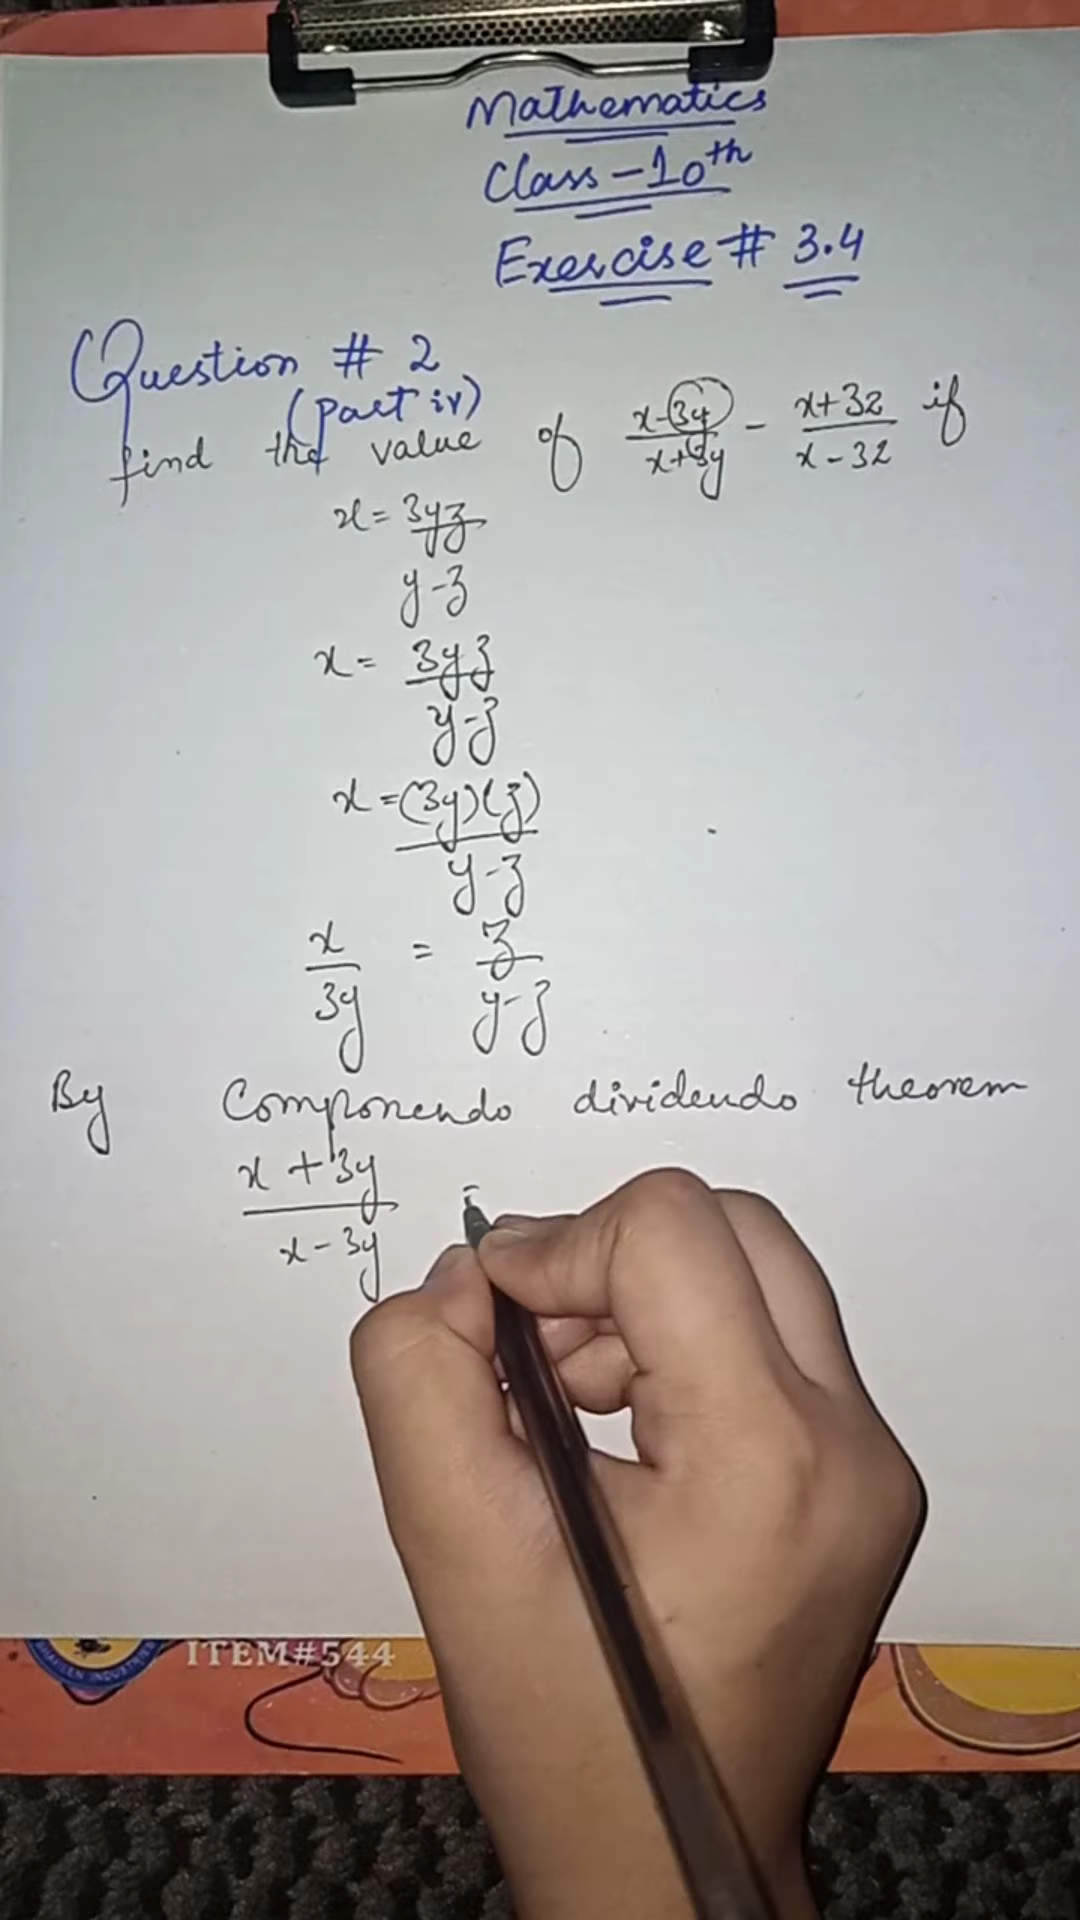 Mathematics
Class - 10th
Exercise # 3.4
Question # 2
(Part iv)
find the value of x-3y/x+3y - x+3z/x-3z if
x = 3yz/y-z
x = 3yz/y-z
x = (3y)(z)/y-z
x/3y = z/y-z
By Componendo dividendo theorem
x+3y/x-3y =
ITEM#544